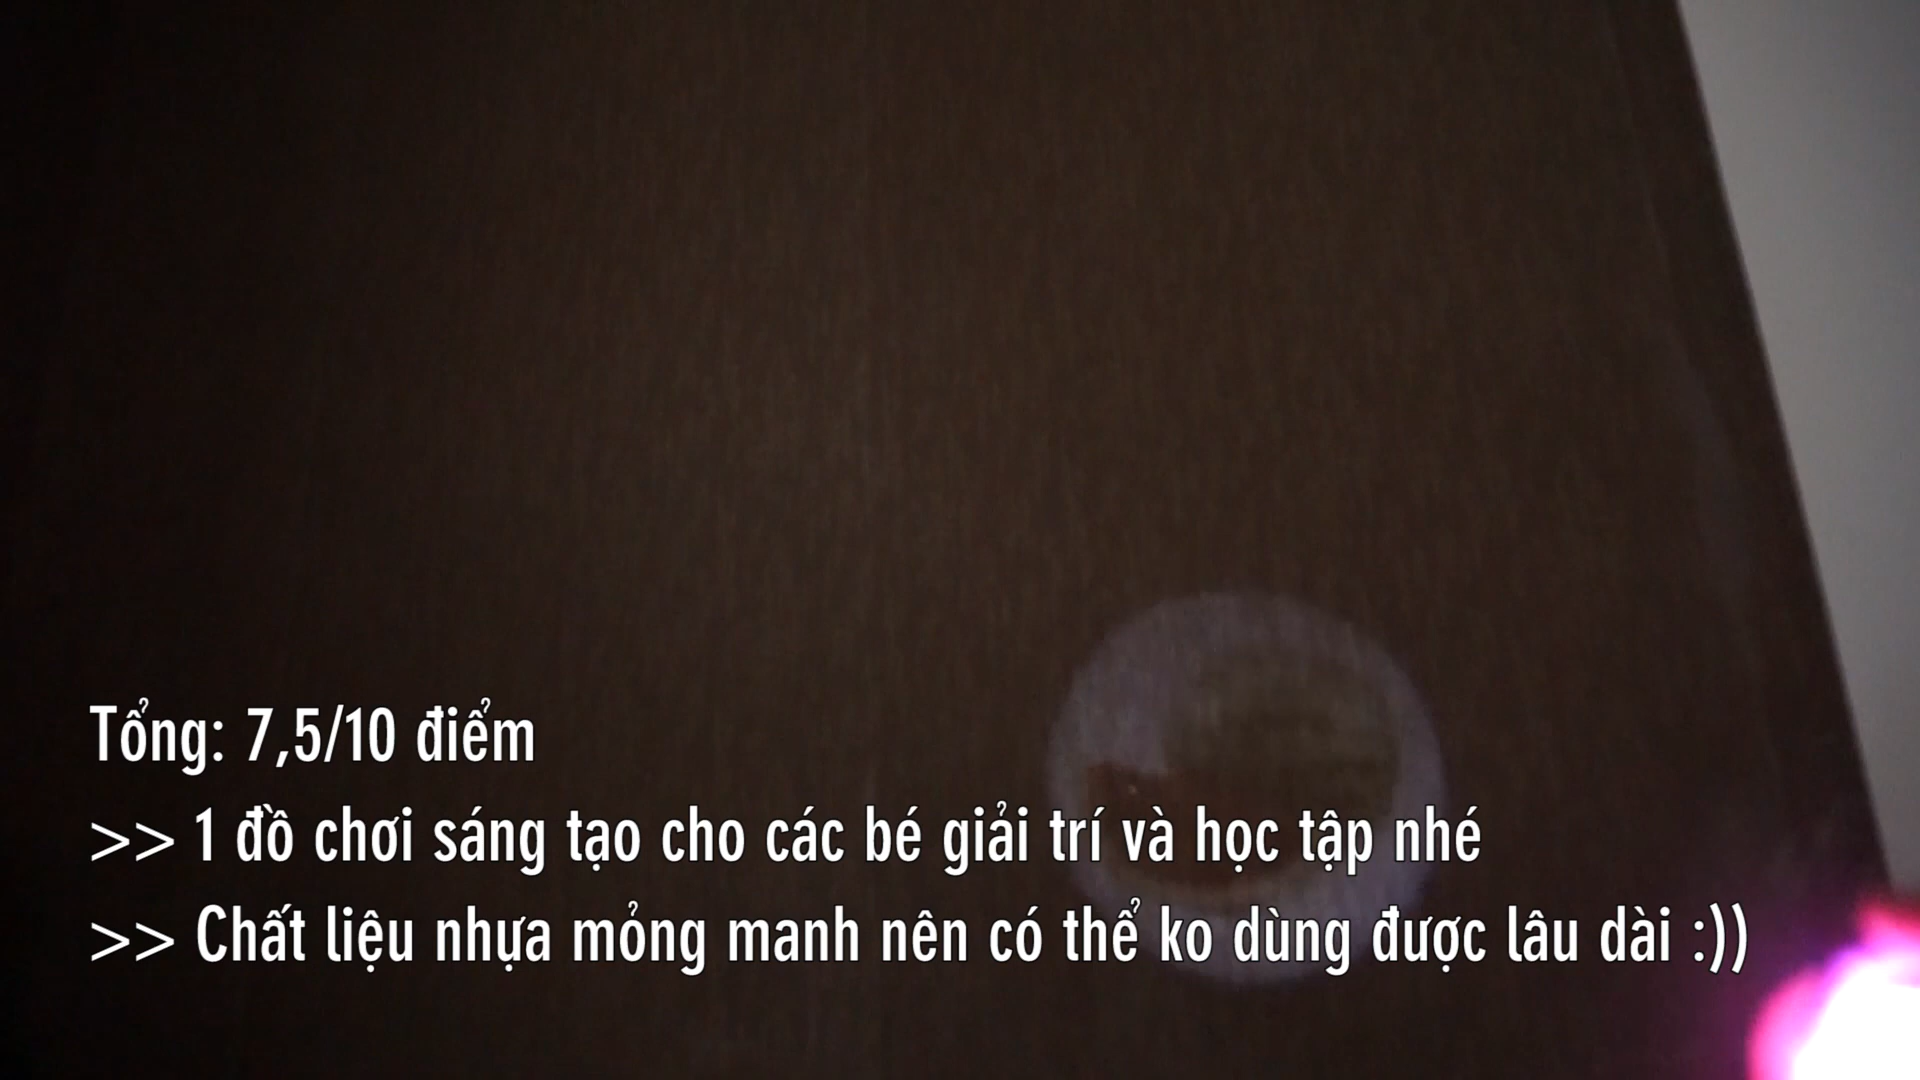 Tổng: 7,5/10 điểm
>> 1 đồ chơi sáng tạo cho các bé giải trí và học tập nhé
>> Chất liệu nhựa mỏng manh nên có thể ko dùng được lâu dài :))